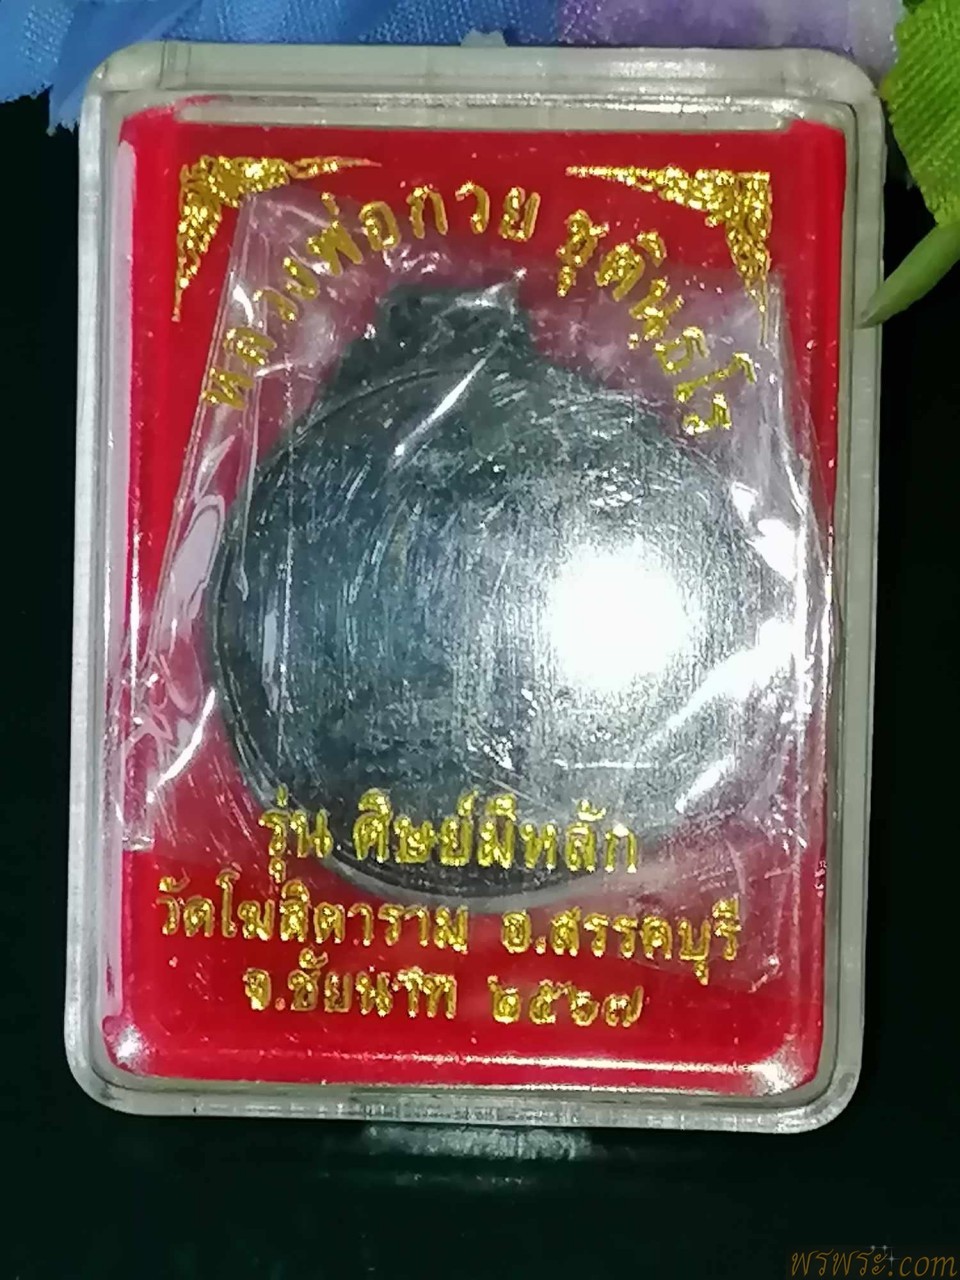 หลวงพ่อกวย ชุตินฺธโร
รุ่น ศิษย์มีหลัก
วัดโฆสิตาราม อ.สรรคบุรี
จ.ชัยนาท ๒๕๖๗
พรพระ.com